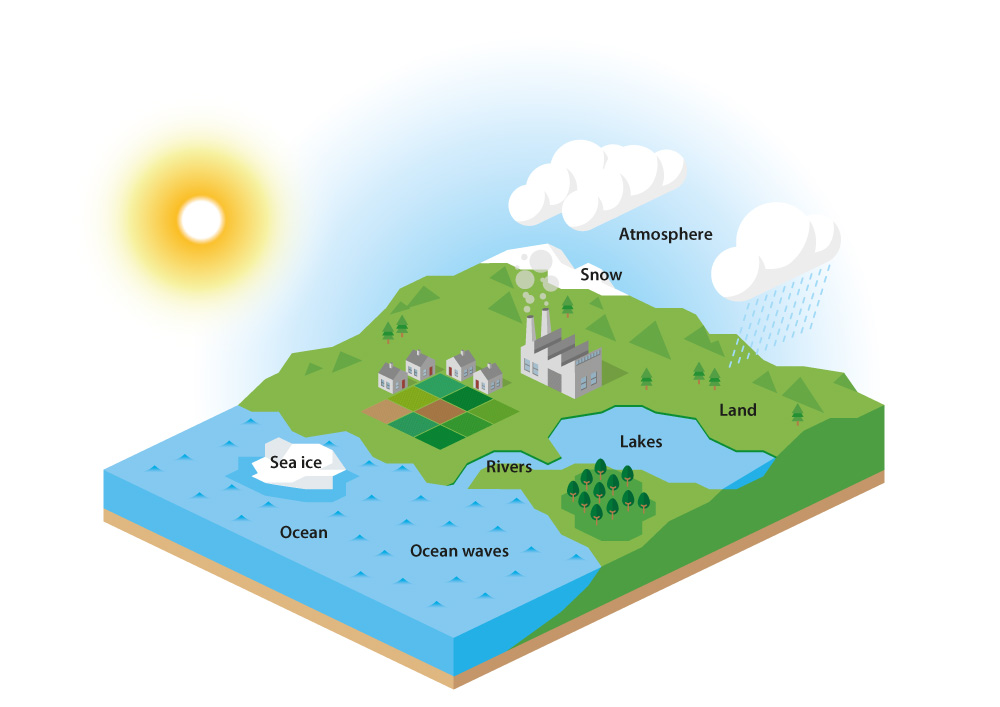 Atmosphere
Snow
Land
Lakes
Rivers
Sea ice
Ocean
Ocean waves